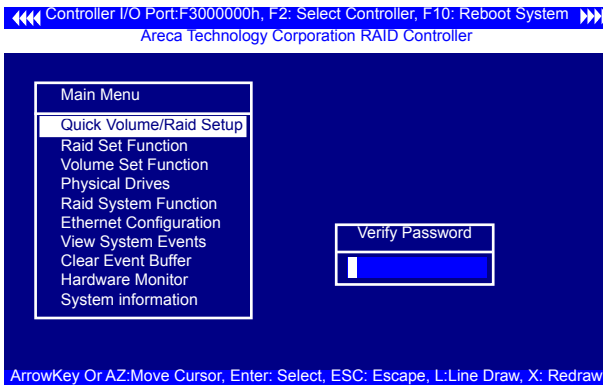 Controller I/O Port:F3000000h, F2: Select Controller, F10: Reboot System
Areca Technology Corporation RAID Controller
Main Menu
Quick Volume/Raid Setup
Raid Set Function
Volume Set Function
Physical Drives
Raid System Function
Ethernet Configuration
View System Events
Clear Event Buffer
Hardware Monitor
System information
Verify Password
ArrowKey Or AZ:Move Cursor, Enter: Select, ESC: Escape, L:Line Draw, X: Redraw